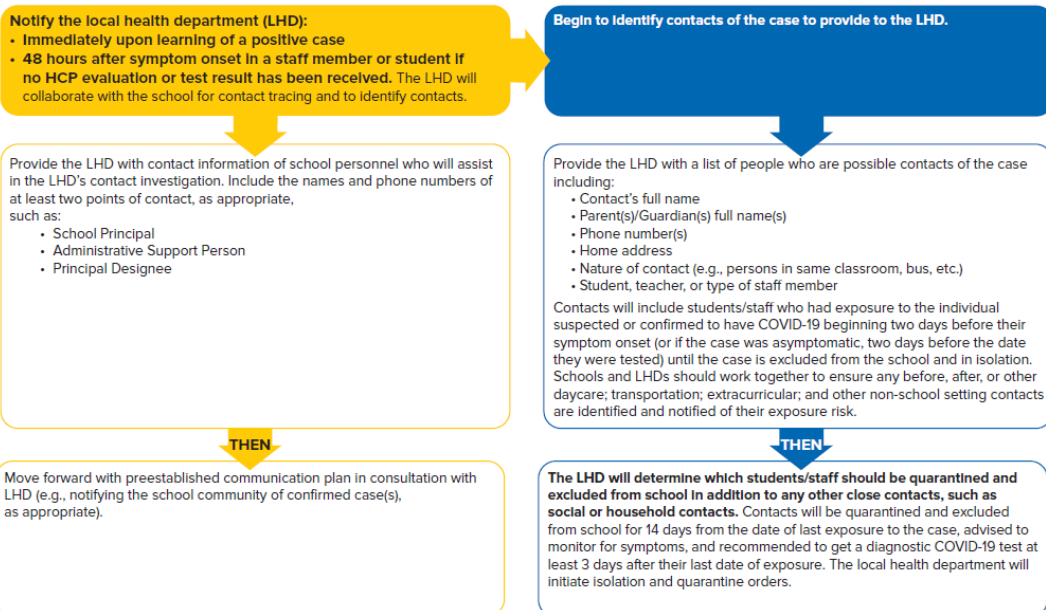 Notify the local health department (LHD):
• Immediately upon learning of a positive case
• 48 hours after symptom onset in a staff member or student if
no HCP evaluation or test result has been received. The LHD will
collaborate with the school for contact tracing and to identify contacts.
Begin to identify contacts of the case to provide to the LHD.
Provide the LHD with contact information of school personnel who will assist
in the LHD's contact investigation. Include the names and phone numbers of
at least two points of contact, as appropriate,
such as:
• School Principal
• Administrative Support Person
• Principal Designee
Provide the LHD with a list of people who are possible contacts of the case
including:
• Contact's full name
• Parent(s)/Guardian(s) full name(s)
• Phone number(s)
• Home address
• Nature of contact (e.g., persons in same classroom, bus, etc.)
• Student, teacher, or type of staff member
Contacts will include students/staff who had exposure to the individual
suspected or confirmed to have COVID-19 beginning two days before their
symptom onset (or if the case was asymptomatic, two days before the date
they were tested) until the case is excluded from the school and in isolation.
Schools and LHDs should work together to ensure any before, after, or other
daycare; transportation; extracurricular; and other non-school setting contacts
are identified and notified of their exposure risk.
THEN
THEN
Move forward with preestablished communication plan in consultation with
LHD (e.g., notifying the school community of confirmed case(s),
as appropriate).
The LHD will determine which students/staff should be quarantined and
excluded from school in addition to any other close contacts, such as
social or household contacts. Contacts will be quarantined and excluded
from school for 14 days from the date of last exposure to the case, advised to
monitor for symptoms, and recommended to get a diagnostic COVID-19 test at
least 3 days after their last date of exposure. The local health department will
initiate isolation and quarantine orders.